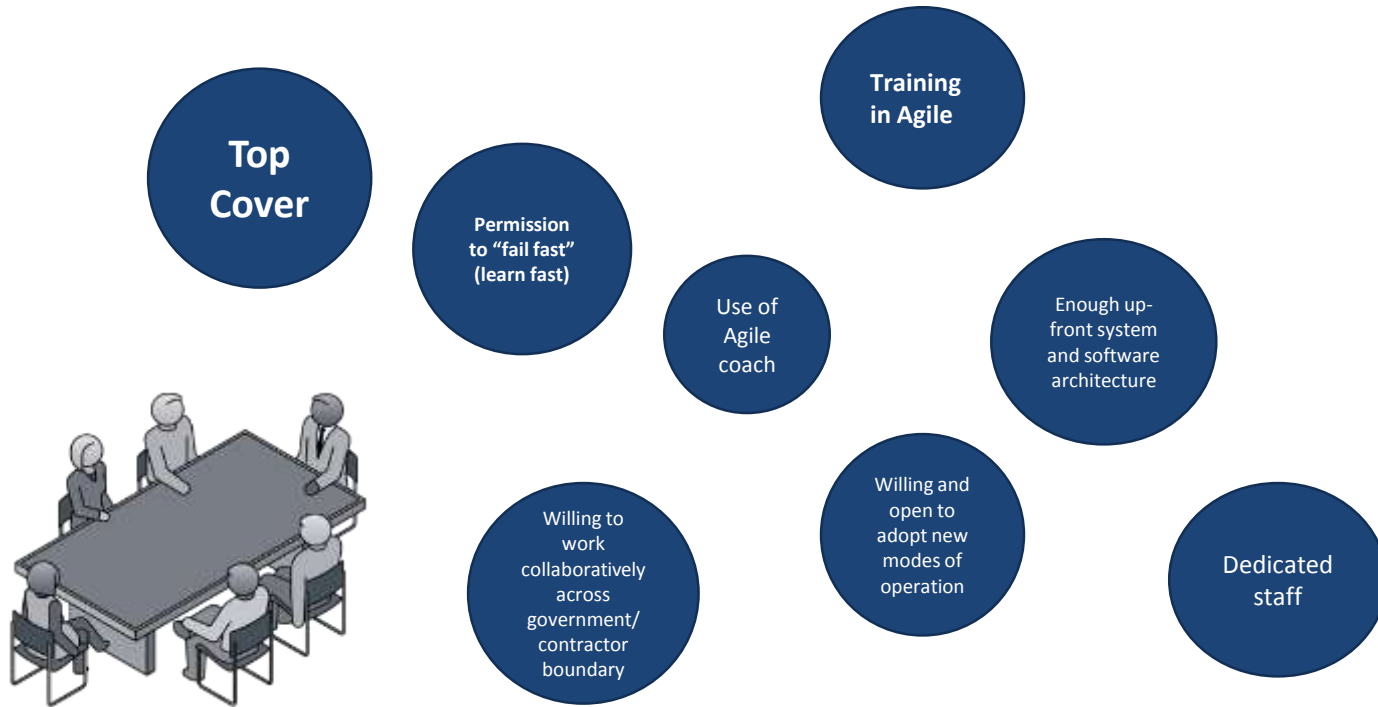 Top
Cover
Permission
to “fail fast”
(learn fast)
Training
in Agile
Use of
Agile
coach
Enough up-
front system
and software
architecture
Willing to
work
collaboratively
across
government/
contractor
boundary
Willing and
open to
adopt new
modes of
operation
Dedicated
staff